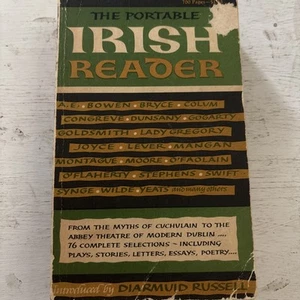 THE PORTABLE
IRISH
READER
A.E. • BOWEN • BRYCE • COLUM
CONGREVE • DUNSANY • GOGARTY
GOLDSMITH • LADY GREGORY
JOYCE • LEVER • MANGAN
MONTAGUE • MOORE • O'FAOLAIN
O'FLAHERTY • STEPHENS • SWIFT
SYNGE • WILDE • YEATS and many others
FROM THE MYTHS OF CUCHULAIN TO THE
ABBEY THEATRE OF MODERN DUBLIN ....
76 COMPLETE SELECTIONS ~ INCLUDING
PLAYS, STORIES, LETTERS, ESSAYS, POETRY....
introduced by DIARMUID RUSSELL